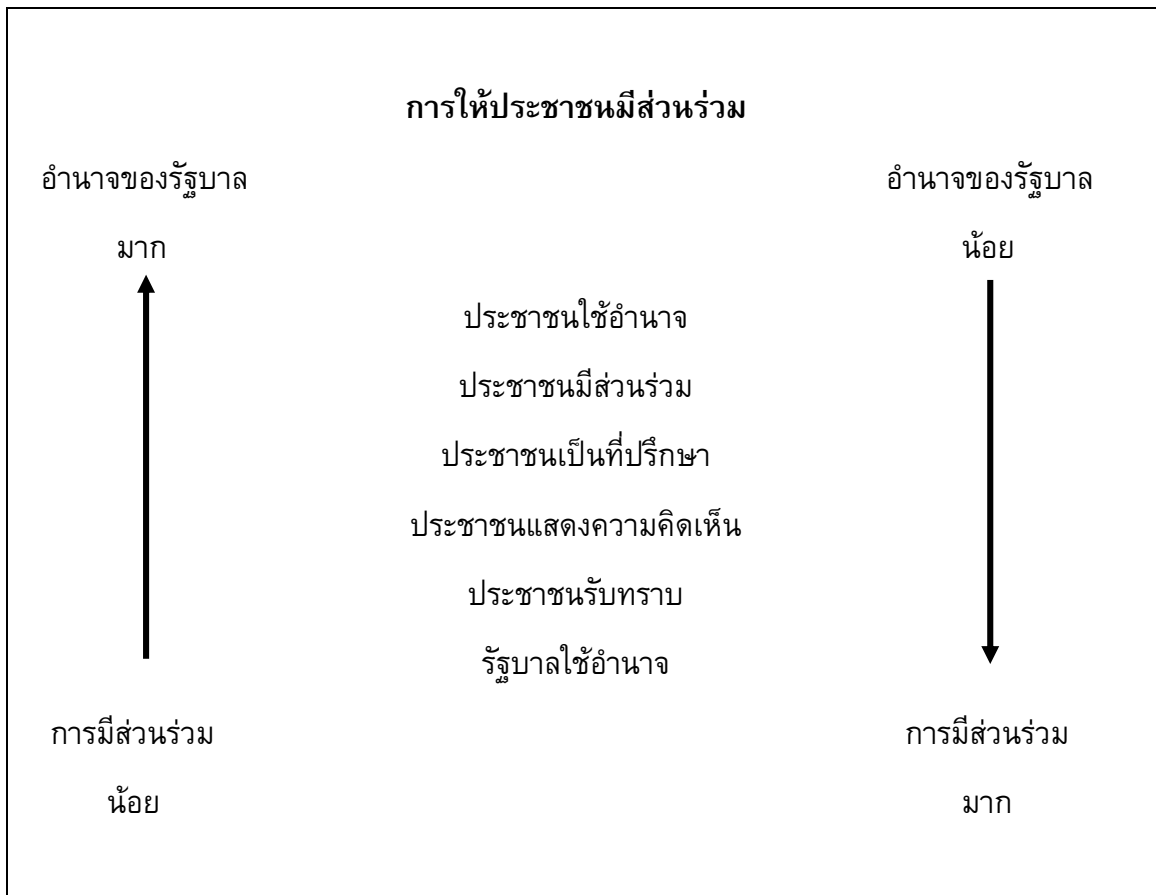 การให้ประชาชนมีส่วนร่วม
อำนาจของรัฐบาล อำนาจของรัฐบาล
มาก น้อย
ประชาชนใช้อำนาจ
ประชาชนมีส่วนร่วม
ประชาชนเป็นที่ปรึกษา
ประชาชนแสดงความคิดเห็น
ประชาชนรับทราบ
รัฐบาลใช้อำนาจ
การมีส่วนร่วม การมีส่วนร่วม
น้อย มาก